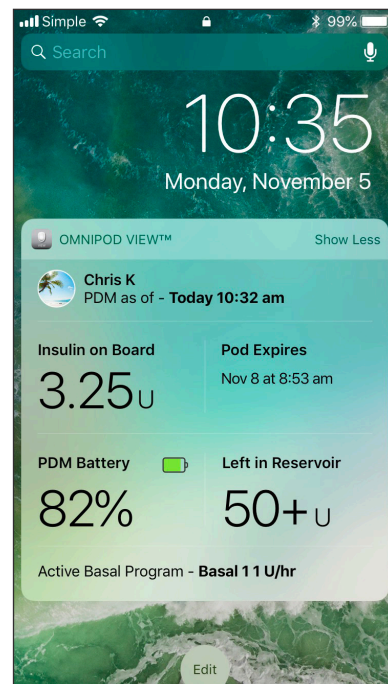 Simple 99%
Search
10:35
Monday, November 5
OMNIPOD VIEW™ Show Less
Chris K
PDM as of - Today 10:32 am
Insulin on Board Pod Expires
3.25 U Nov 8 at 8:53 am
PDM Battery Left in Reservoir
82% 50+ U
Active Basal Program - Basal 1 1 U/hr
Edit